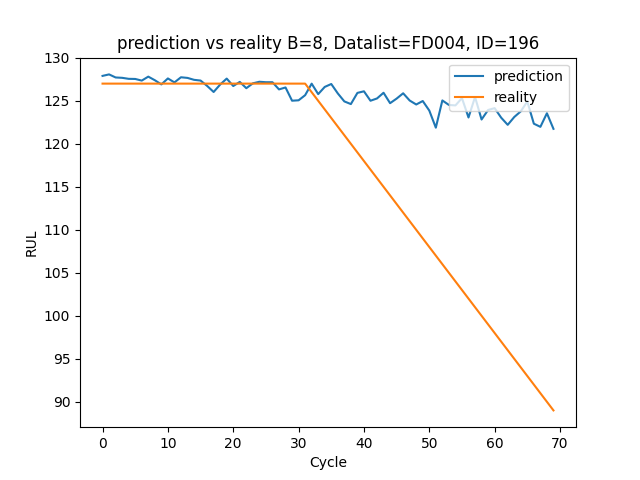 prediction vs reality B=8, Datalist=FD004, ID=196
130
125
120
115
110
105
100
95
90
RUL
prediction
reality
0 10 20 30 40 50 60 70
Cycle